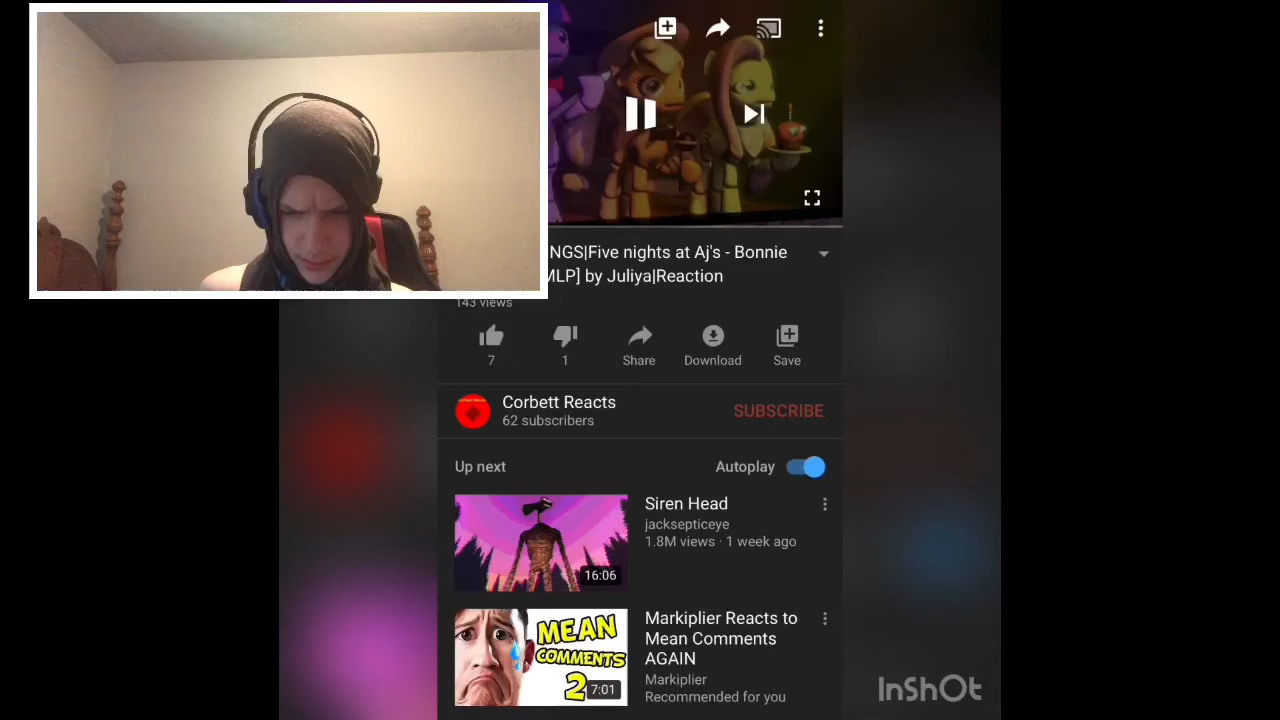 NGS|Five nights at Aj's - Bonnie
MLP] by Juliya|Reaction
143 views
7
1
Share
Download
Save
Corbett Reacts
62 subscribers
SUBSCRIBE
Up next
Autoplay
Siren Head
jacksepticeye
1.8M views · 1 week ago
16:06
Markiplier Reacts to
Mean Comments
AGAIN
Markiplier
Recommended for you
MEAN
COMMENTS
2
7:01
InShOt